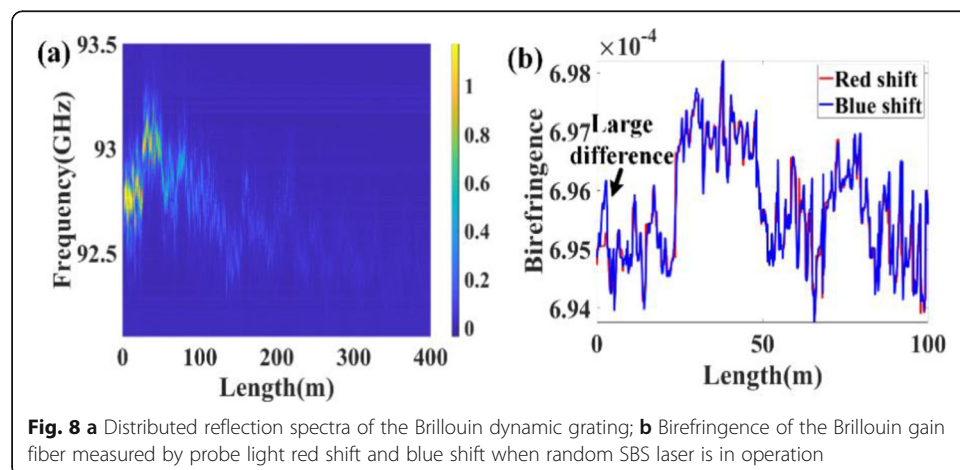 (a)
93.5
93
92.5
Frequency(GHz)
0 100 200 300 400
Length(m)
1
0.8
0.6
0.4
0.2
0
(b)
×10⁻⁴
6.98
6.97
6.96
6.95
6.94
Birefringence
Red shift
Blue shift
Large
difference
0 50 100
Length(m)
Fig. 8 a Distributed reflection spectra of the Brillouin dynamic grating; b Birefringence of the Brillouin gain
fiber measured by probe light red shift and blue shift when random SBS laser is in operation